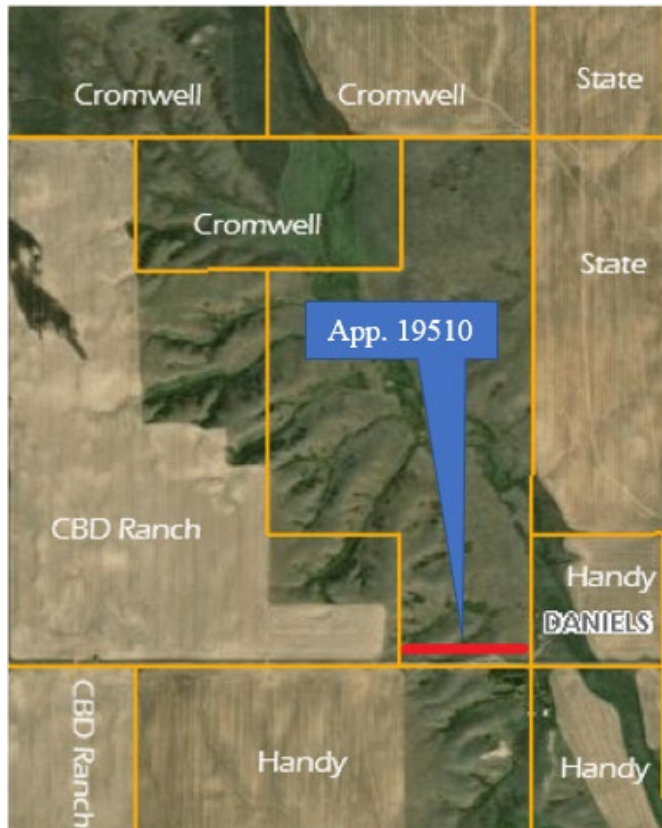 Cromwell
Cromwell
State
Cromwell
State
App. 19510
CBD Ranch
Handy
DANIELS
CBD Ranch
Handy
Handy